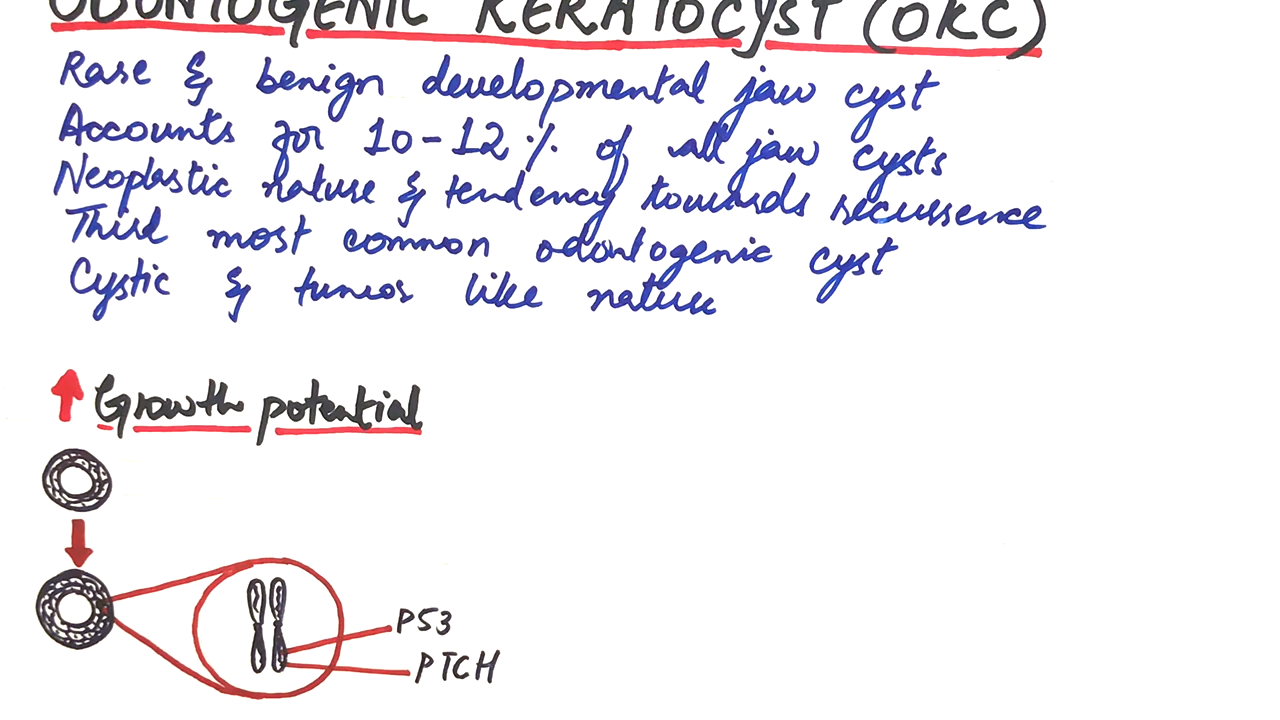 ODONTOGENIC KERATOCYST (OKC)
Rare & benign developmental jaw cyst
Accounts for 10-12% of all jaw cysts
Neoplastic nature & tendency towards recurrence
Third most common odontogenic cyst
Cystic & tumor like nature
Growth potential
P53
PTCH